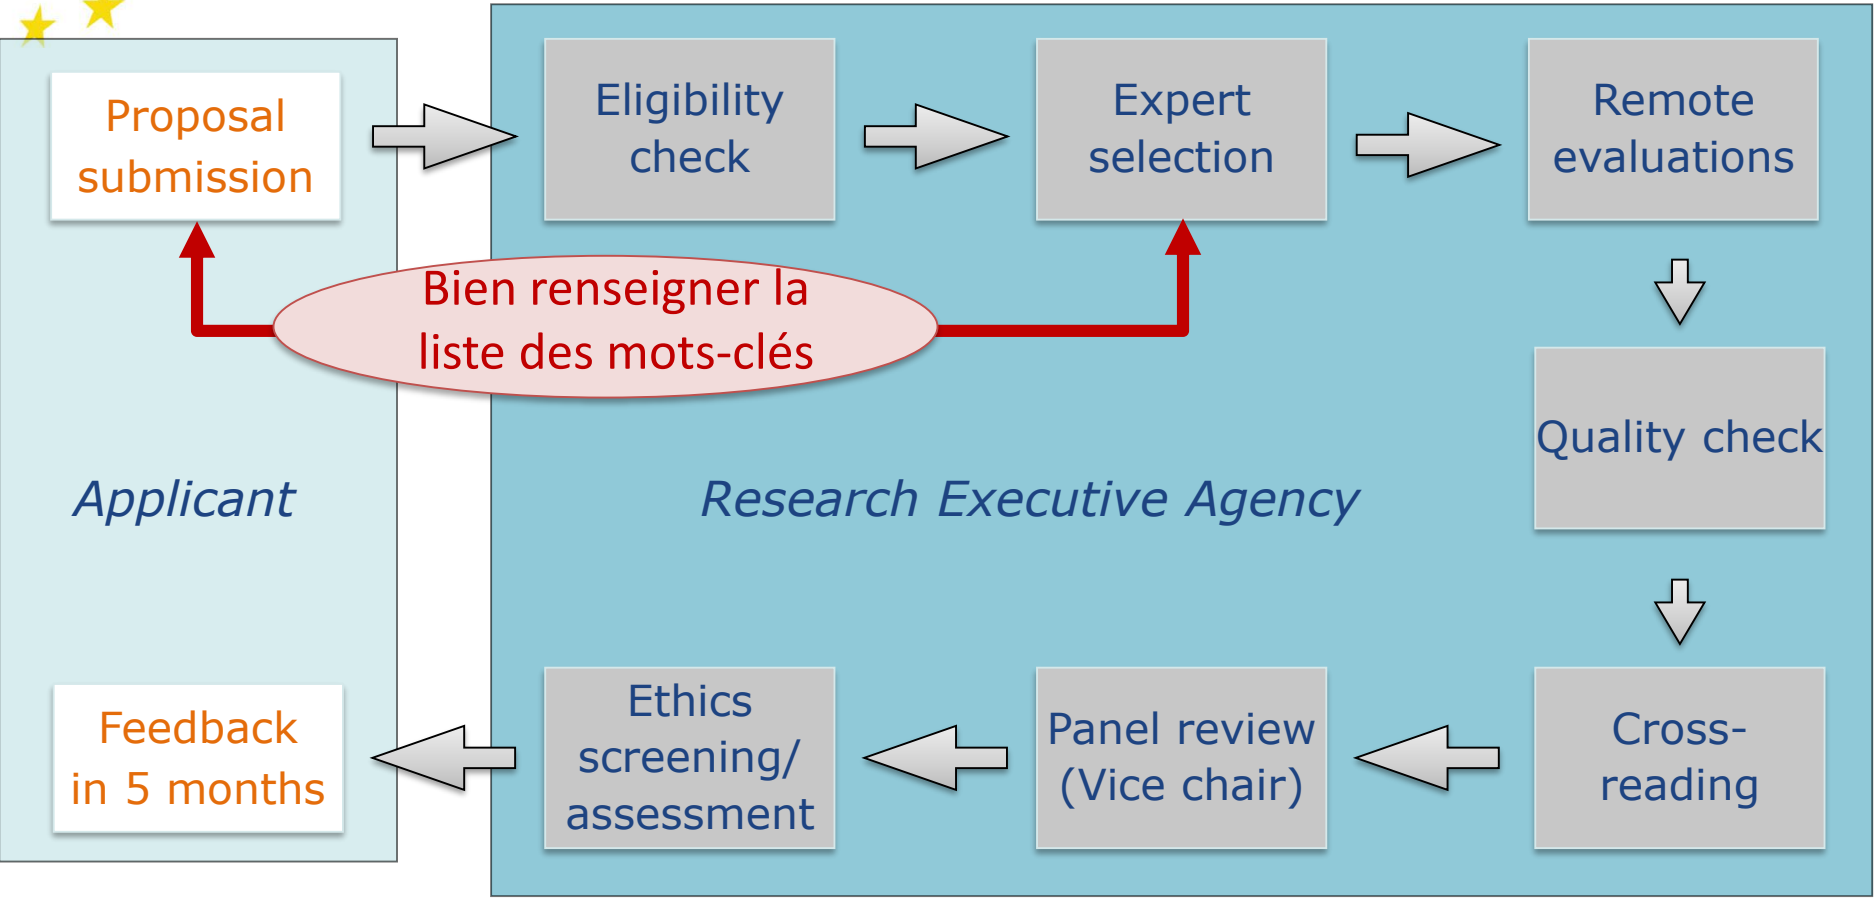 Proposal
submission
Eligibility
check
Expert
selection
Remote
evaluations
Bien renseigner la
liste des mots-clés
Quality check
Applicant
Research Executive Agency
Cross-
reading
Panel review
(Vice chair)
Ethics
screening/
assessment
Feedback
in 5 months